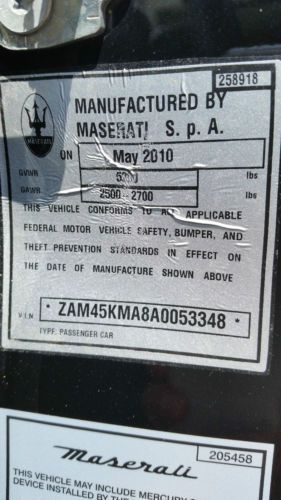 258918
MANUFACTURED BY
MASERATI S. p A.
MASERATI
ON May 2010
GVWR lbs
GAWR 2500 - 2700 lbs
THIS VEHICLE CONFORMS TO ALL APPLICABLE
FEDERAL MOTOR VEHICLE SAFETY, BUMPER, AND
THEFT PREVENTION STANDARDS IN EFFECT ON
THE DATE OF MANUFACTURE SHOWN ABOVE
V.I.N. * ZAM45KMA8A0053348 *
TYPE: PASSENGER CAR
Maserati
205458
THIS VEHICLE MAY INCLUDE MERCURY
DEVICE INSTALLED BY THE